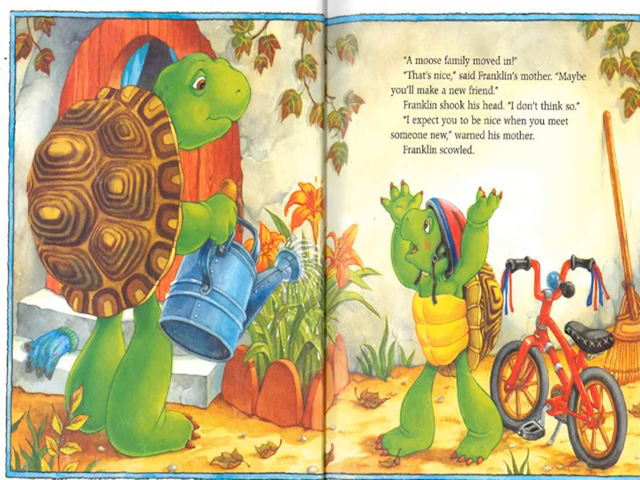 "A moose family moved in!"
"That's nice," said Franklin's mother. "Maybe
you'll make a new friend."
Franklin shook his head. "I don't think so."
"I expect you to be nice when you meet
someone new," warned his mother.
Franklin scowled.